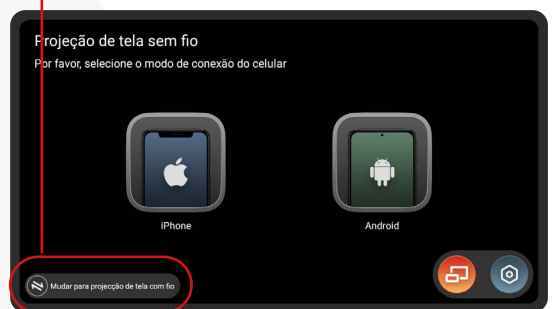 Projeção de tela sem fio
Por favor, selecione o modo de conexão do celular
iPhone
Android
Mudar para projecção de tela com fio